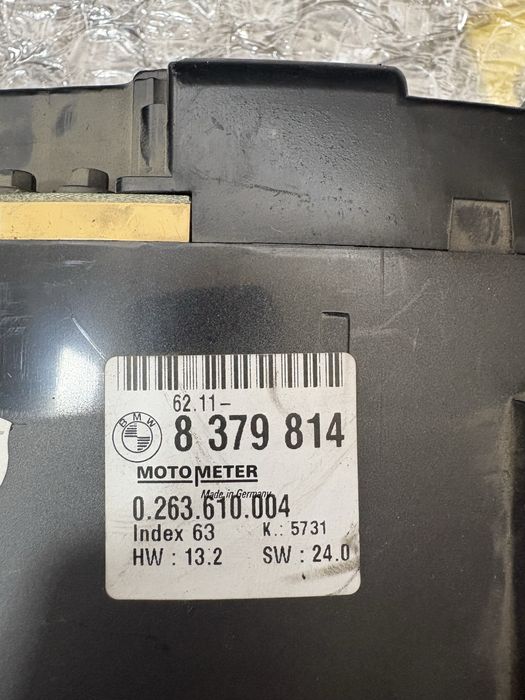 62.11-
BMW
8 379 814
MOTOMETER
Made in Germany
0.263.610.004
Index 63 K.: 5731
HW : 13.2 SW : 24.0